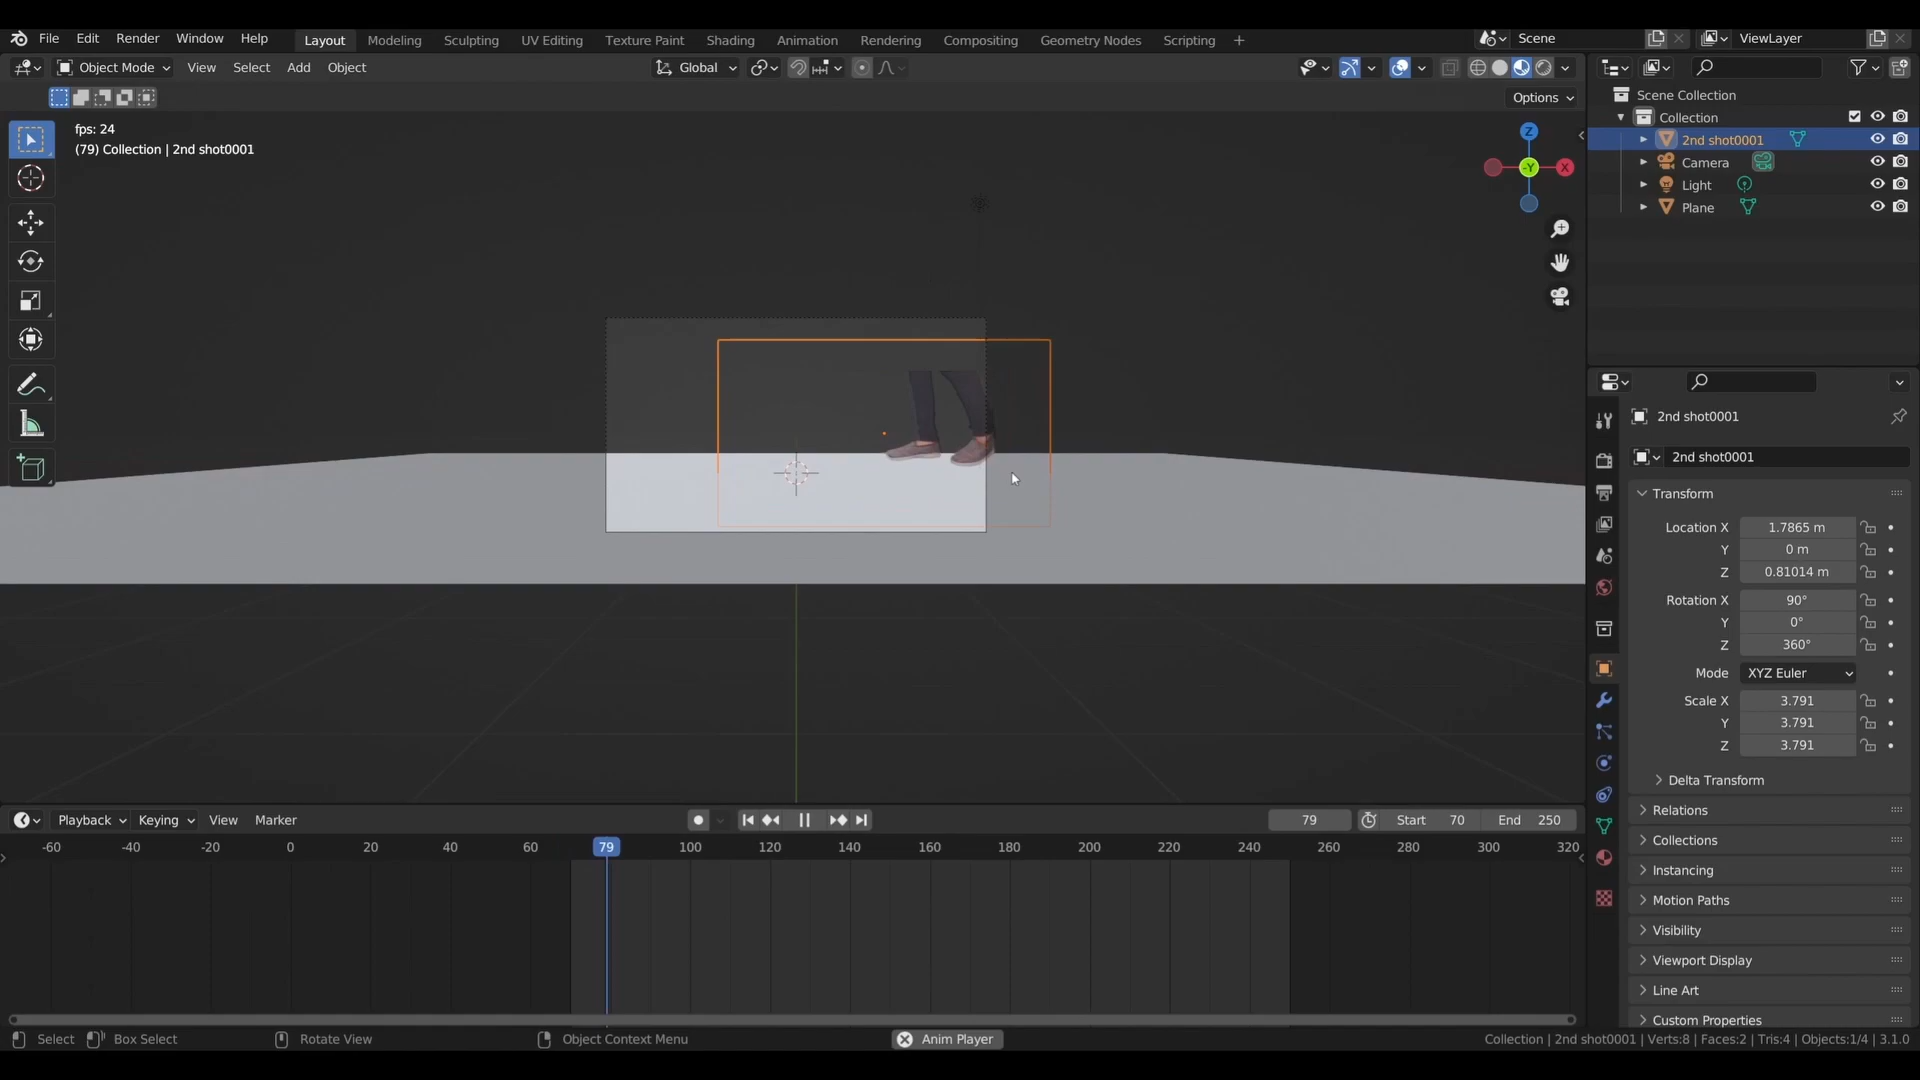 File Edit Render Window Help Layout Modeling Sculpting UV Editing Texture Paint Shading Animation Rendering Compositing Geometry Nodes Scripting + Scene ViewLayer
Object Mode View Select Add Object Global
Options
fps: 24
(79) Collection | 2nd shot0001
Z
-Y
X
Scene Collection
Collection
2nd shot0001
Camera
Light
Plane
2nd shot0001
2nd shot0001
Transform
Location X 1.7865 m
Y 0 m
Z 0.81014 m
Rotation X 90°
Y 0°
Z 360°
Mode XYZ Euler
Scale X 3.791
Y 3.791
Z 3.791
Delta Transform
Relations
Collections
Instancing
Motion Paths
Visibility
Viewport Display
Line Art
Custom Properties
Playback Keying View Marker 79 Start 70 End 250
-60 -40 -20 0 20 40 60 79 100 120 140 160 180 200 220 240 260 280 300 320
Select Box Select Rotate View Object Context Menu Anim Player Collection | 2nd shot0001 | Verts:8 | Faces:2 | Tris:4 | Objects:1/4 | 3.1.0